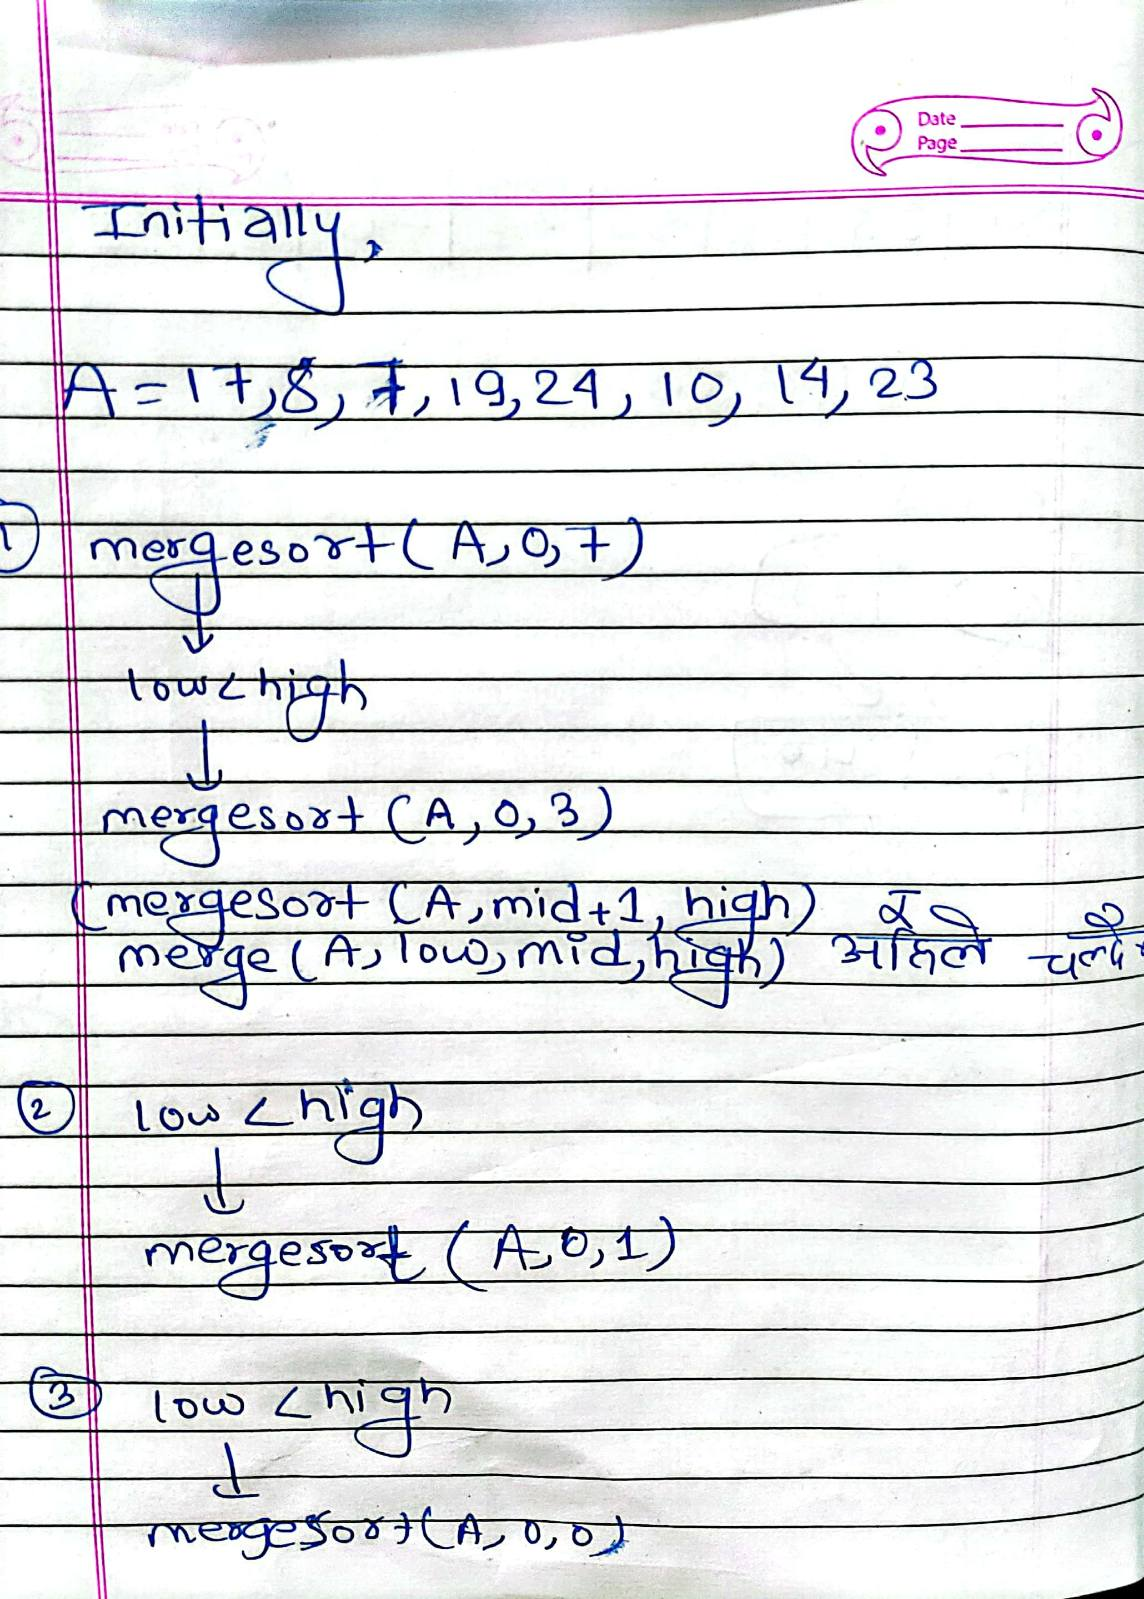 Date
Page
Initially,
A = 17, 8, 7, 19, 24, 10, 14, 23
1 mergesort(A, 0, 7)
↓
low < high
↓
mergesort (A, 0, 3)
(mergesort (A, mid+1, high) र
merge (A, low, mid, high) अहिले
2 low < high
↓
mergesort (A, 0, 1)
3 low < high
↓
mergesort (A, 0, 0)